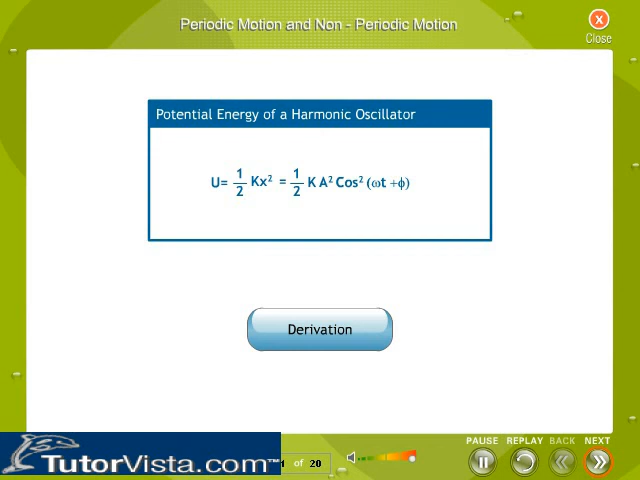 Periodic Motion and Non - Periodic Motion
Close
Potential Energy of a Harmonic Oscillator
U= 1/2 Kx² = 1/2 K A² Cos² (ωt +ϕ)
Derivation
PAUSE REPLAY BACK NEXT
TutorVista.com™
of 20